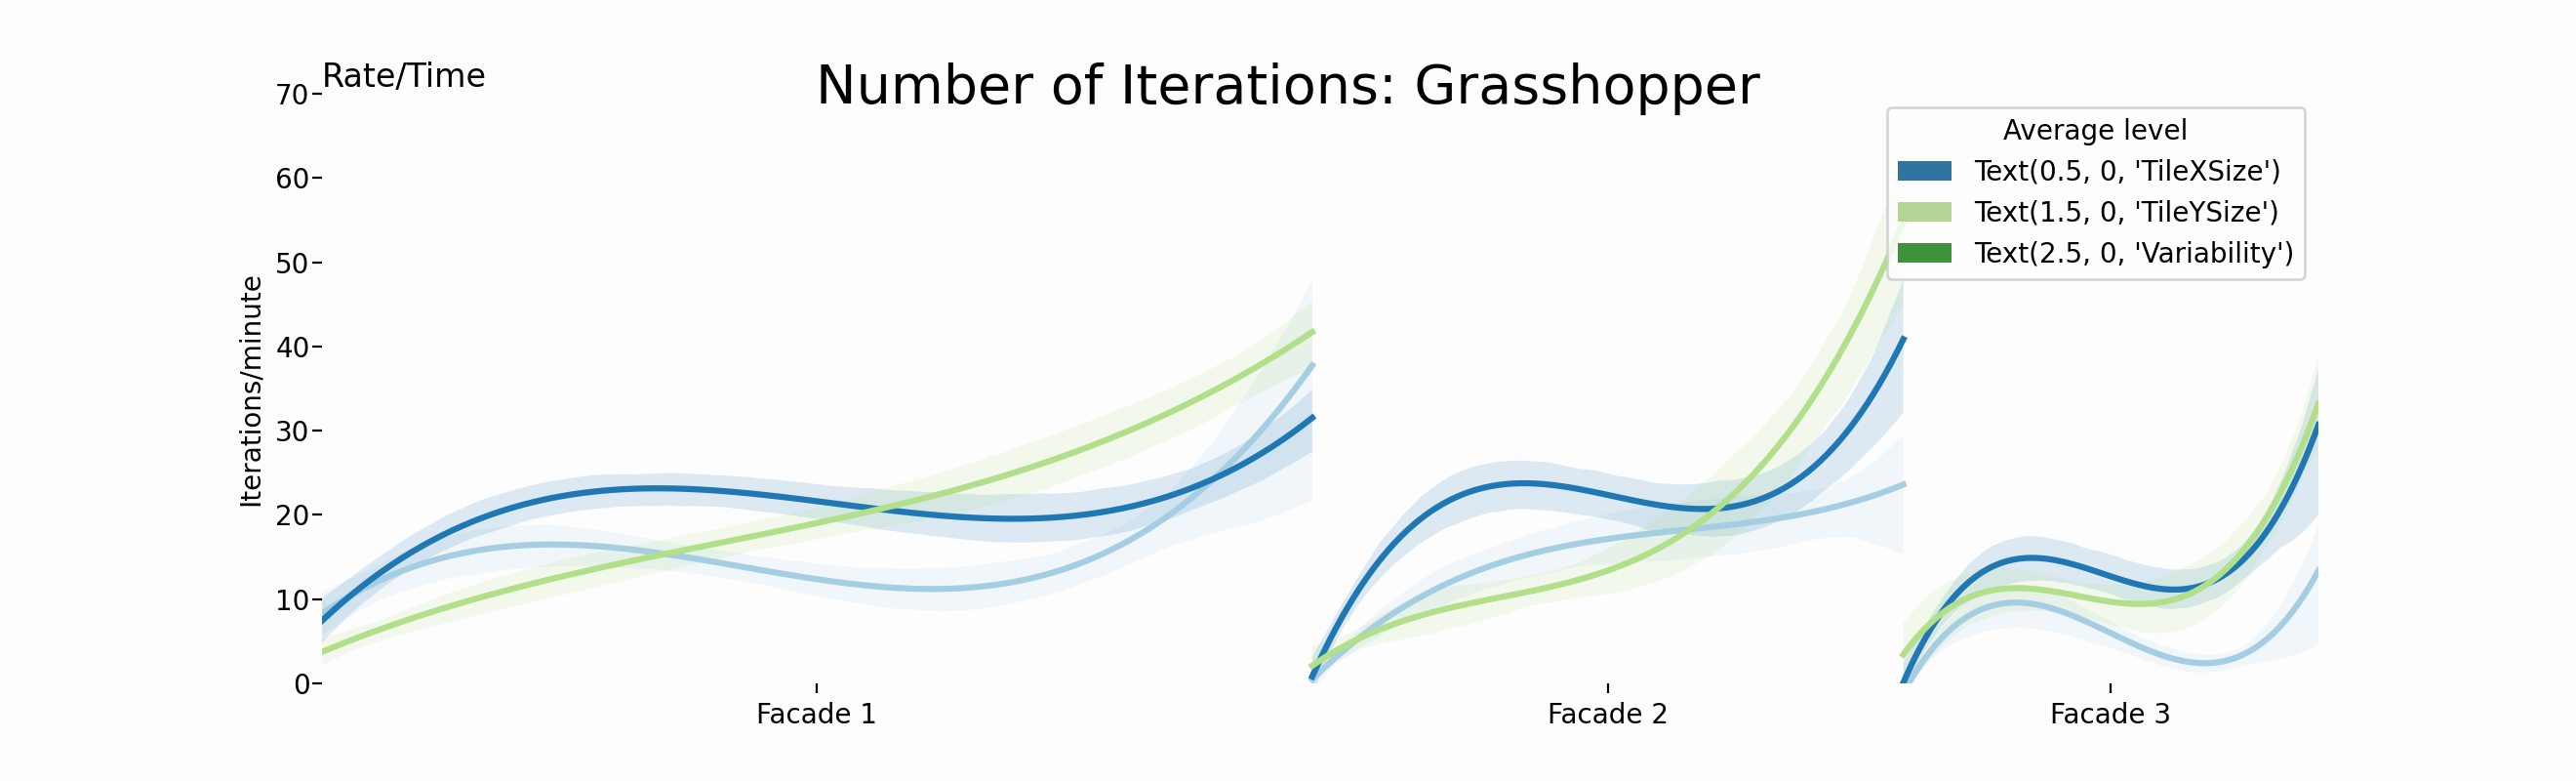 Rate/Time
Number of Iterations: Grasshopper
70
60
50
40
30
20
10
0
Iterations/minute
Average level
Text(0.5, 0, 'TileXSize')
Text(1.5, 0, 'TileYSize')
Text(2.5, 0, 'Variability')
Facade 1
Facade 2
Facade 3